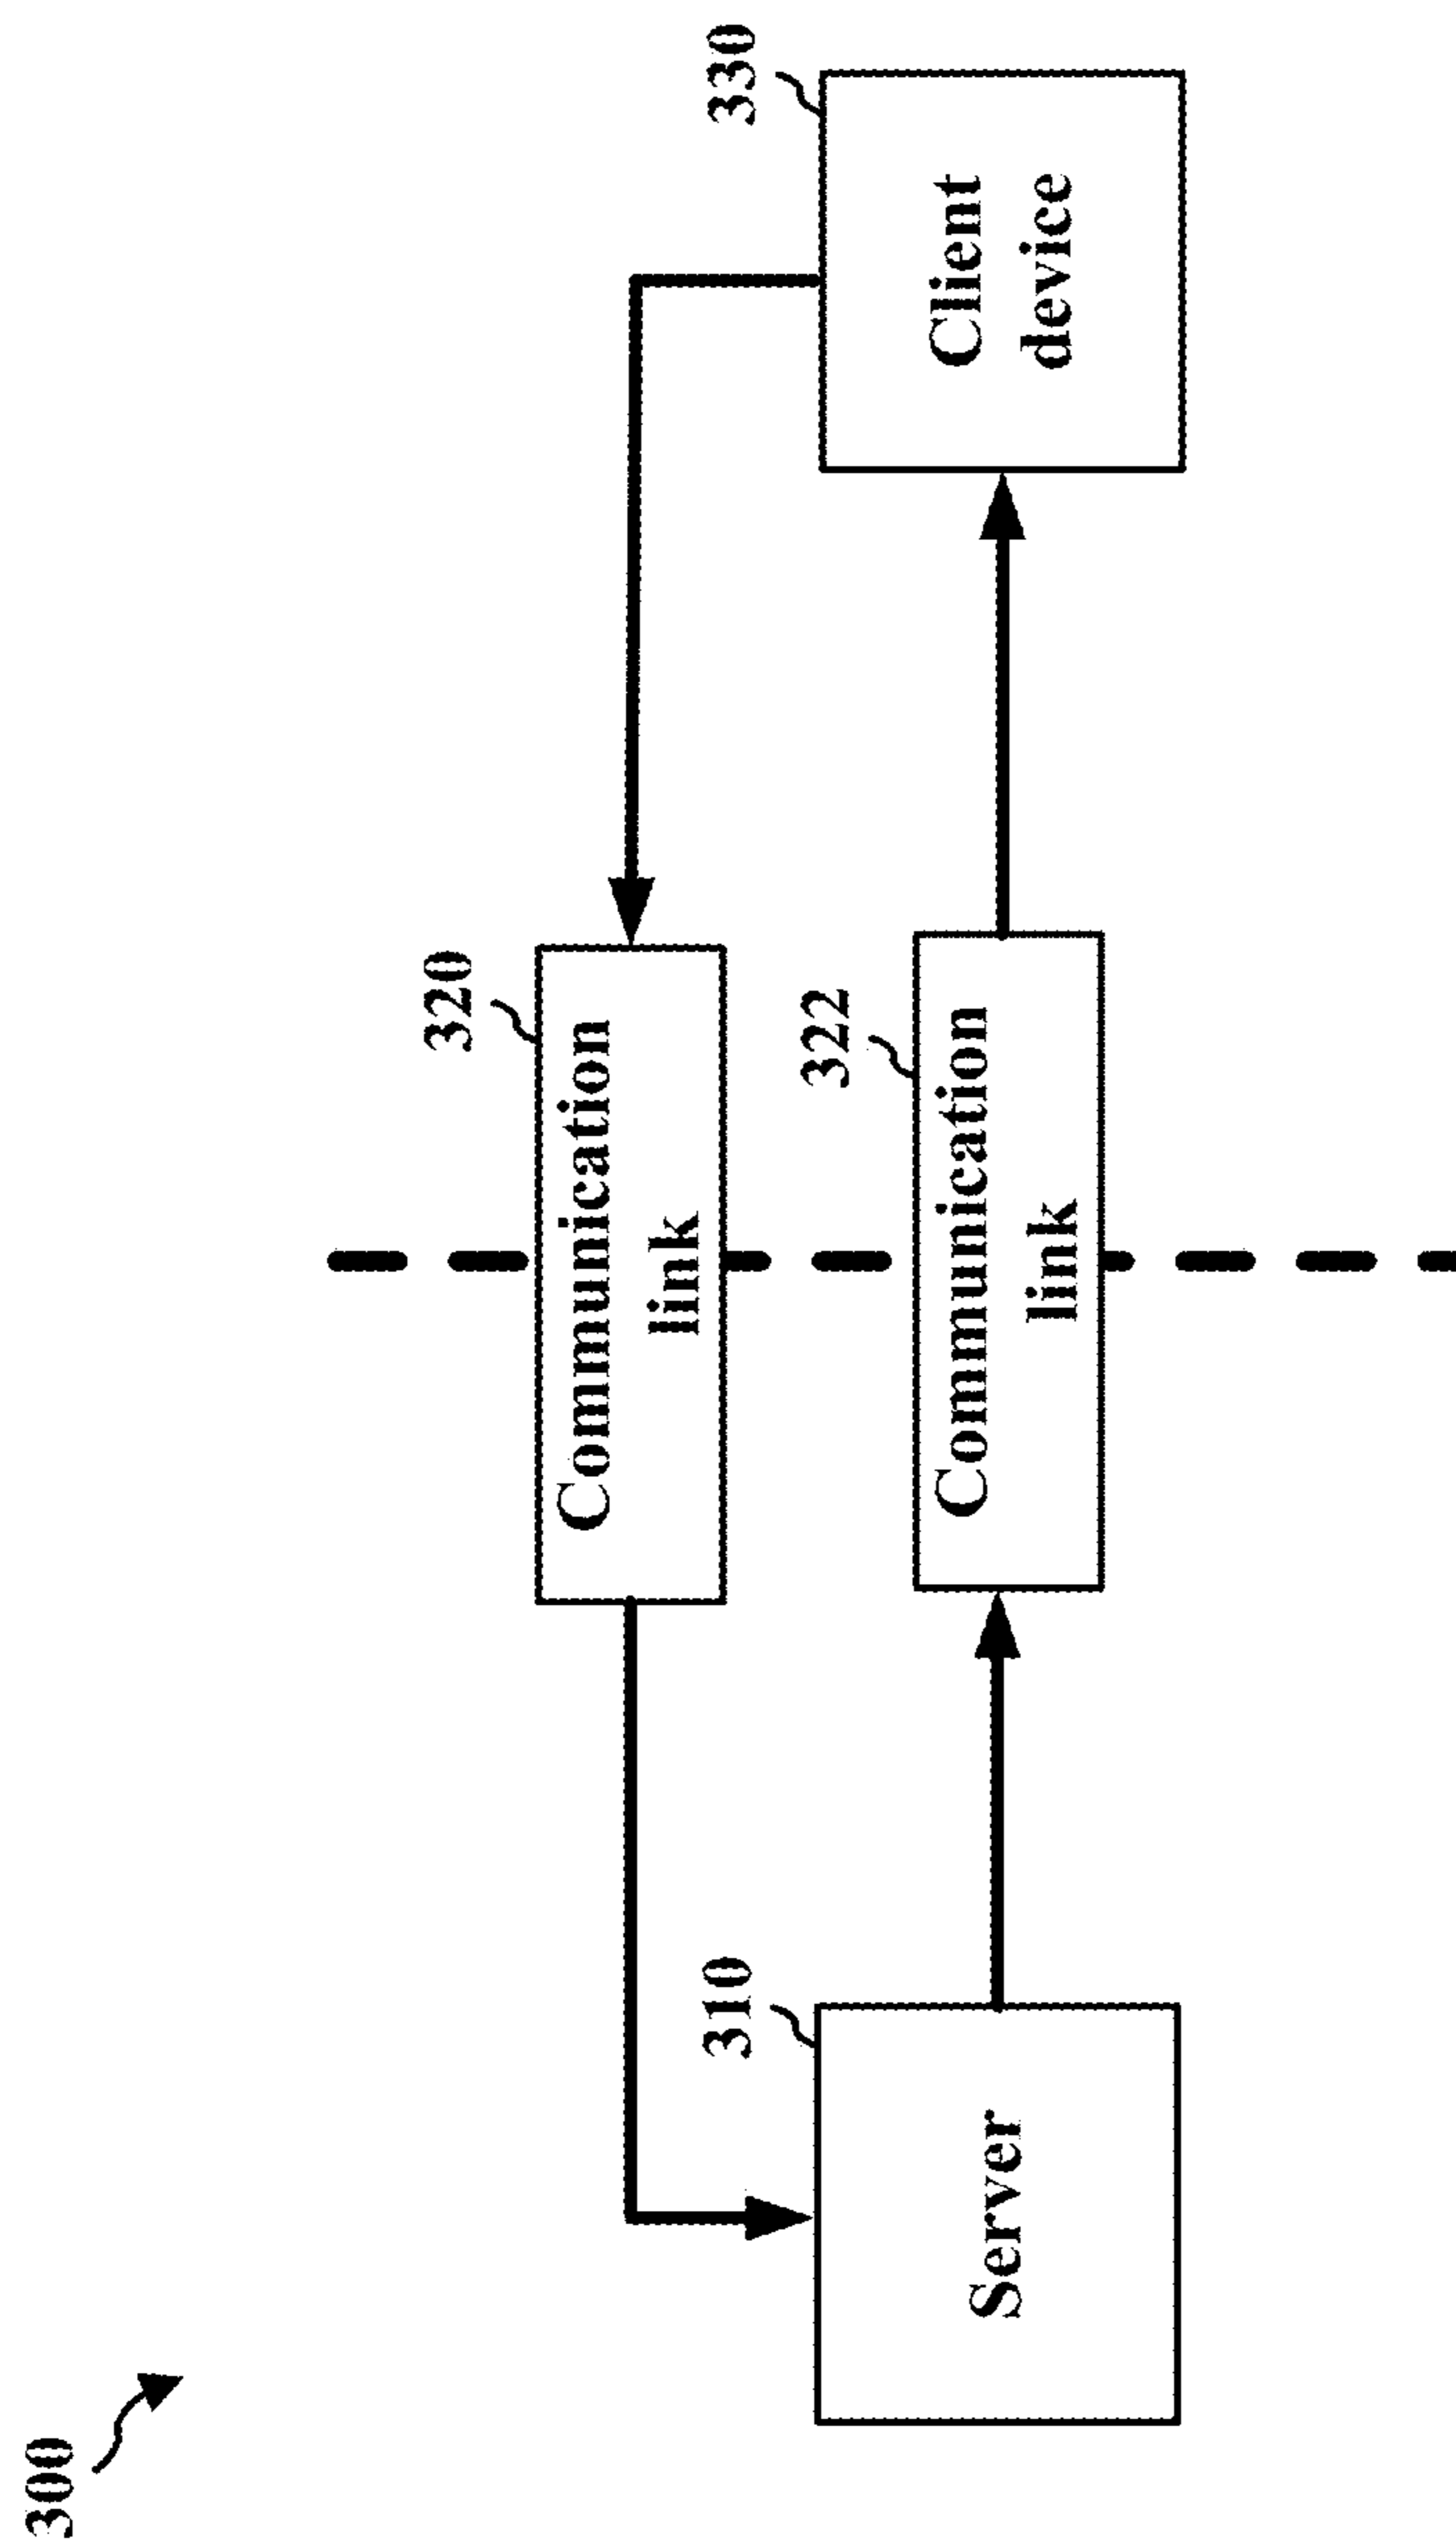 300
320
Communication
link
310
Server
322
Communication
link
330
Client
device